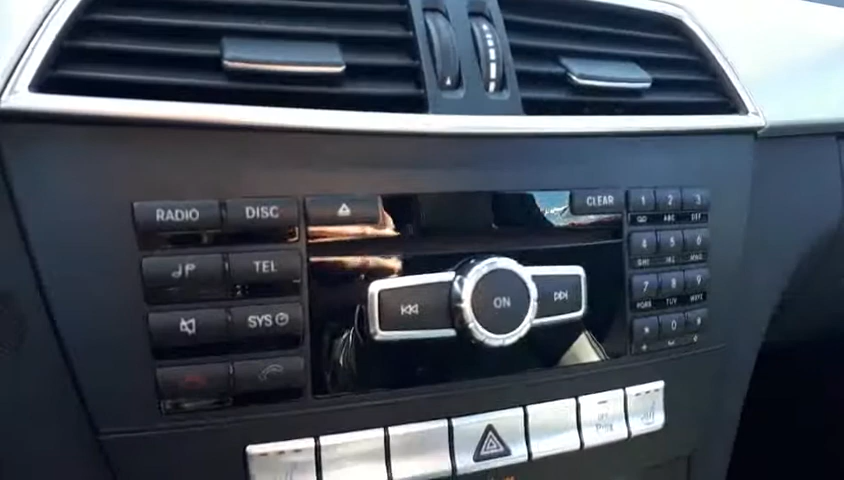 RADIO DISC CLEAR 1 2 3
ABC DEF
TEL 4 5 6
GHI JKL MNO
ON
SYS 7 8 9
PQRS TUV WXYZ
* 0 #